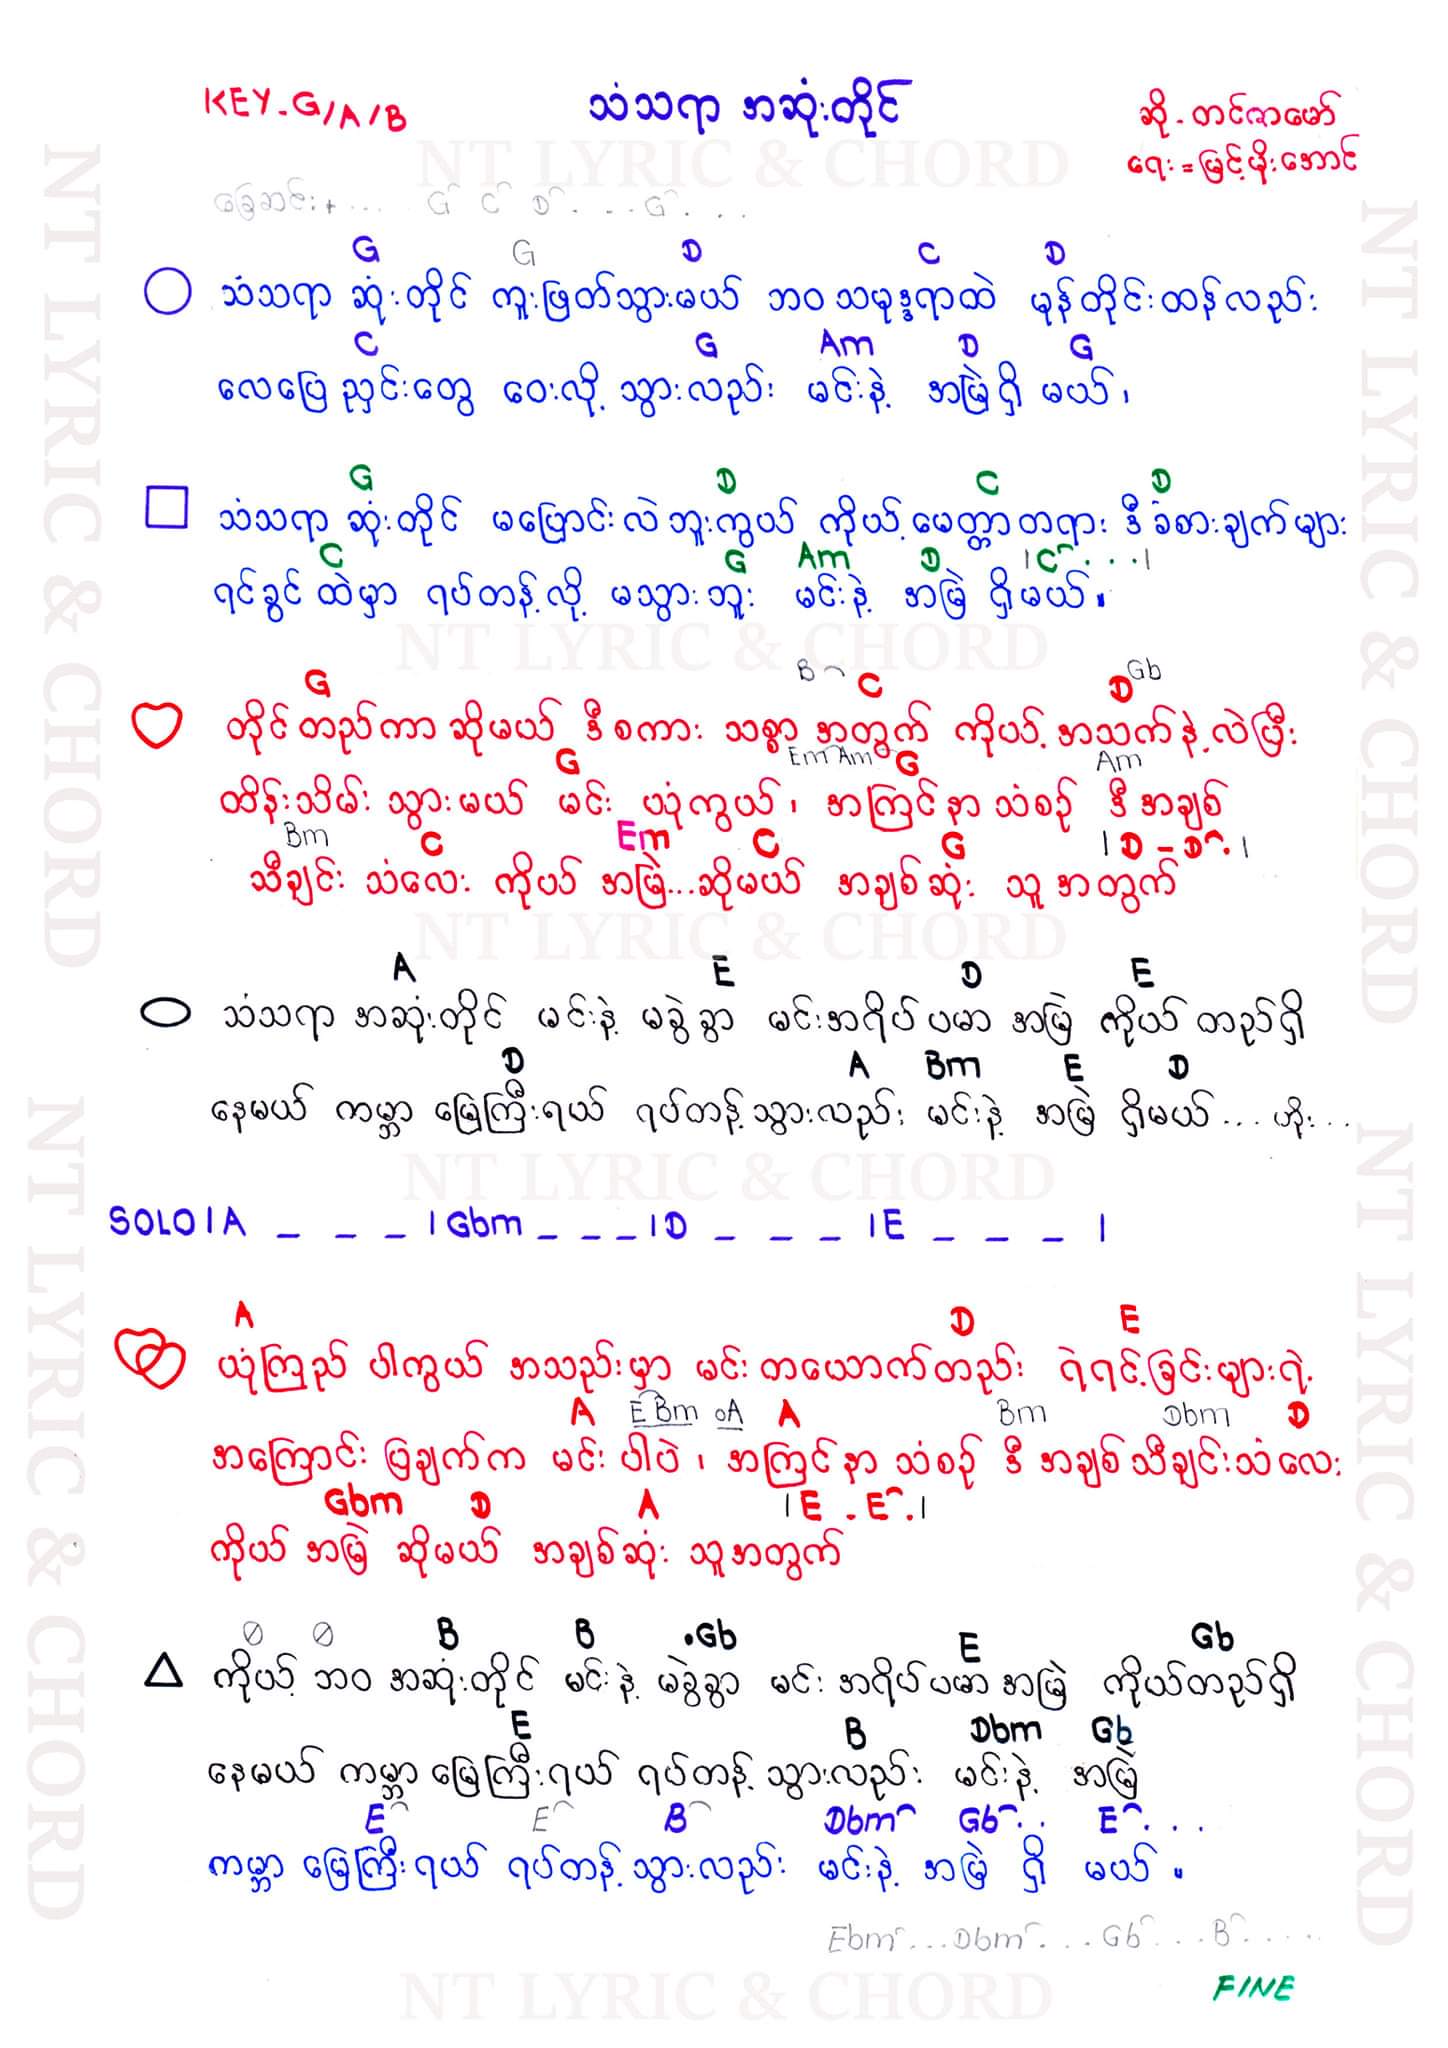 KEY-G/A/B
သံသရာ အဆုံးတိုင်
ဆို - တင်ဇာမော်
ရေး = မြင့်မိုးအောင်
NT LYRIC & CHORD
G C D . . . G . . .
G G D C D
သံသရာ ဆုံးတိုင် ကူးဖြတ်သွားမယ် ဘဝ သမုဒ္ဒရာထဲ မုန်တိုင်းထန်လည်း
C G Am D G
လေပြေ ညှင်းတွေ ဝေးလို့ သွားလည်း မင်းနဲ့ အမြဲရှိ မယ်၊
G D C D
သံသရာ ဆုံးတိုင် မပြောင်းလဲဘူးကွယ် ကိုယ့်မေတ္တာတရား ဒီ ခံစားချက်များ
C G Am D |C . . .|
ရင်ခွင်ထဲမှာ ရပ်တန့်လို့ မသွားဘူး မင်းနဲ့ အမြဲ ရှိမယ်။
NT LYRIC & CHORD
G B C D Gb
တိုင်တည်ကာ ဆိုမယ် ဒီစကား သစ္စာ အတွက် ကိုယ့် အသက်နဲ့လဲပြီး
G Em Am G Am
ထိန်းသိမ်း သွားမယ် မင်း ယုံကွယ်၊ အကြင်နာ သံစဉ် ဒီအချစ်
Bm C Em C G |D - D .|
သီချင်း သံလေး ကိုယ် အမြဲ...ဆိုမယ် အချစ်ဆုံး သူ အတွက်
NT LYRIC & CHORD
A E D E
သံသရာ အဆုံးတိုင် မင်းနဲ့ မခွဲခွာ မင်းအရိပ်ပမာ အမြဲ ကိုယ်တည်ရှိ
D A Bm E D
နေမယ် ကမ္ဘာ မြေကြီးရယ် ရပ်တန့်သွားလည်း မင်းနဲ့ အမြဲ ရှိမယ်... ဟိုး...
NT LYRIC & CHORD
SOLO | A _ _ _ | Gbm _ _ _ | D _ _ _ | E _ _ _ |
A D E
ယုံကြည် ပါကွယ် အသည်းမှာ မင်းတယောက်တည်း ရဲရင့်ခြင်းများရဲ့
A E Bm A A Bm Dbm D
အကြောင်း ပြချက်က မင်းပါပဲ၊ အကြင်နာ သံစဉ် ဒီ အချစ်သီချင်းသံလေး
Gbm D A |E . E .|
ကိုယ် အမြဲ ဆိုမယ် အချစ်ဆုံး သူအတွက်
B B .Gb E Gb
ကိုယ့် ဘဝ အဆုံးတိုင် မင်းနဲ့ မခွဲခွာ မင်း အရိပ်ပမာ အမြဲ ကိုယ်တည်ရှိ
E B Dbm Gb
နေမယ် ကမ္ဘာ မြေကြီးရယ် ရပ်တန့်သွားလည်း မင်းနဲ့ အမြဲ
E E B Dbm Gb . . E . . .
ကမ္ဘာ မြေကြီးရယ် ရပ်တန့်သွားလည်း မင်းနဲ့ အမြဲ ရှိ မယ်။
Ebm...Dbm...Gb...B.....
NT LYRIC & CHORD
FINE
NT LYRIC & CHORD
NT LYRIC & CHORD
NT LYRIC & CHORD
NT LYRIC & CHORD